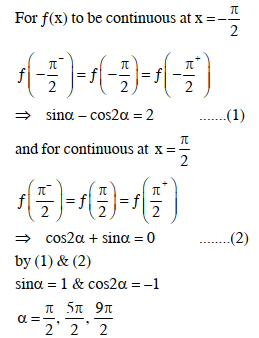 For f(x) to be continuous at x = −π/2
f(−π⁻/2) = f(−π/2) = f(−π⁺/2)
⇒ sinα – cos2α = 2 .......(1)
and for continuous at x = π/2
f(π⁻/2) = f(π/2) = f(π⁺/2)
⇒ cos2α + sinα = 0 ........(2)
by (1) & (2)
sinα = 1 & cos2α = –1
α = π/2, 5π/2, 9π/2